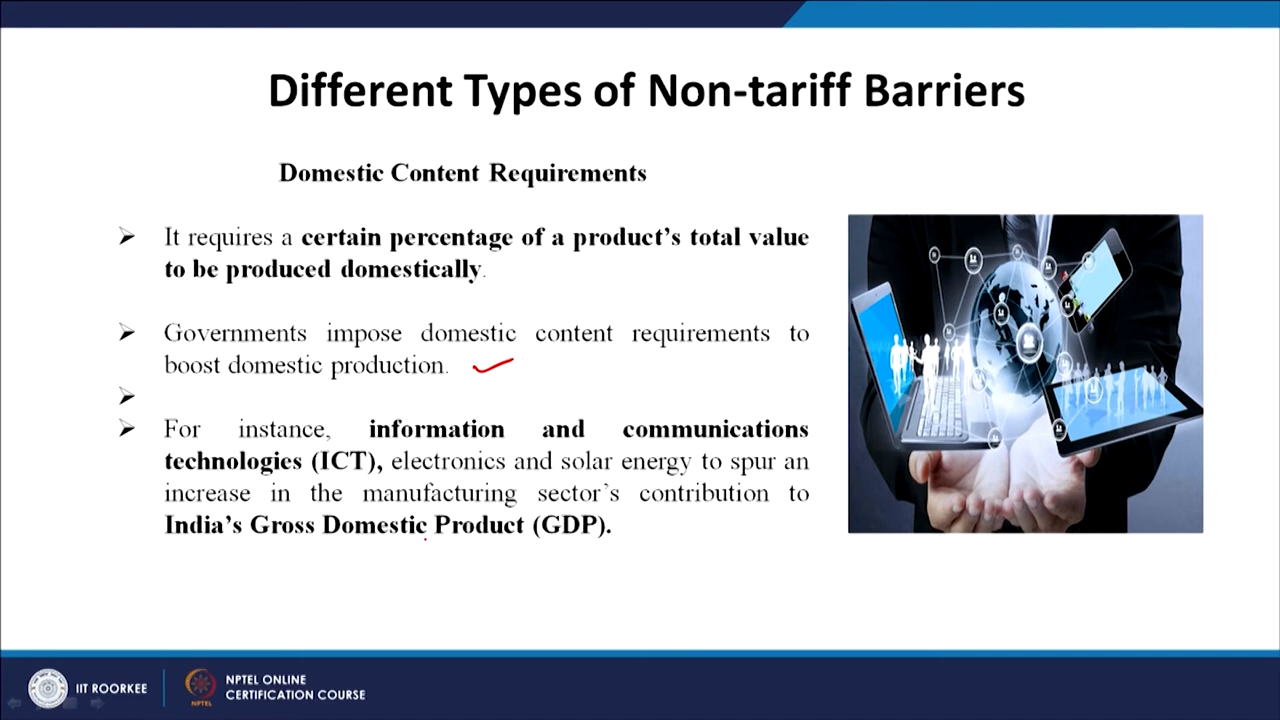 Different Types of Non-tariff Barriers
Domestic Content Requirements
➢ It requires a certain percentage of a product's total value
to be produced domestically.
➢ Governments impose domestic content requirements to
boost domestic production.
➢
➢ For instance, information and communications
technologies (ICT), electronics and solar energy to spur an
increase in the manufacturing sector's contribution to
India's Gross Domestic Product (GDP).
IIT ROORKEE
NPTEL
NPTEL ONLINE
CERTIFICATION COURSE